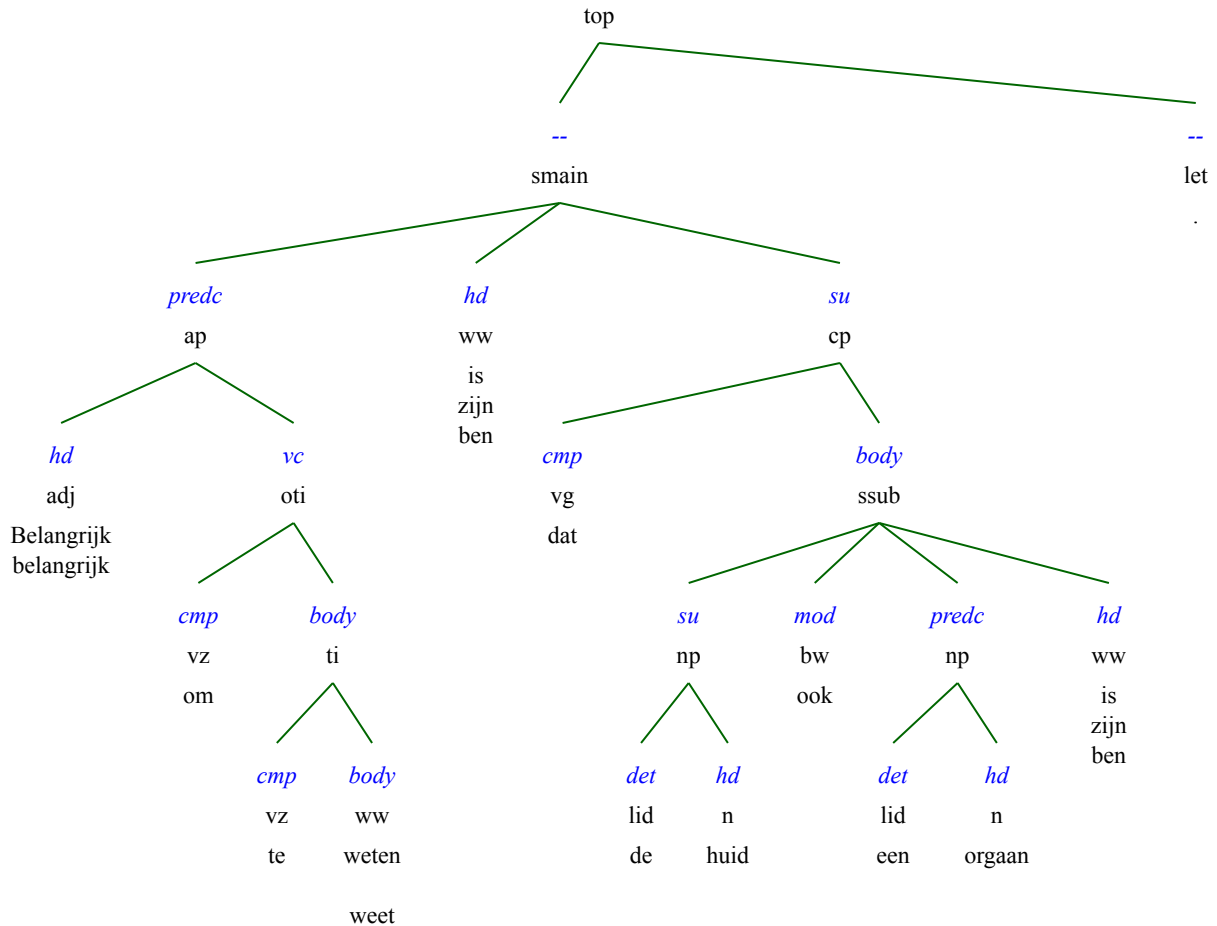 top
-- --
smain let
.
predc hd su
ap ww cp
is
zijn
ben
hd vc cmp body
adj oti vg ssub
Belangrijk dat
belangrijk
cmp body su mod predc hd
vz ti np bw np ww
om ook is
zijn
ben
cmp body det hd det hd
vz ww lid n lid n
te weten de huid een orgaan
weet